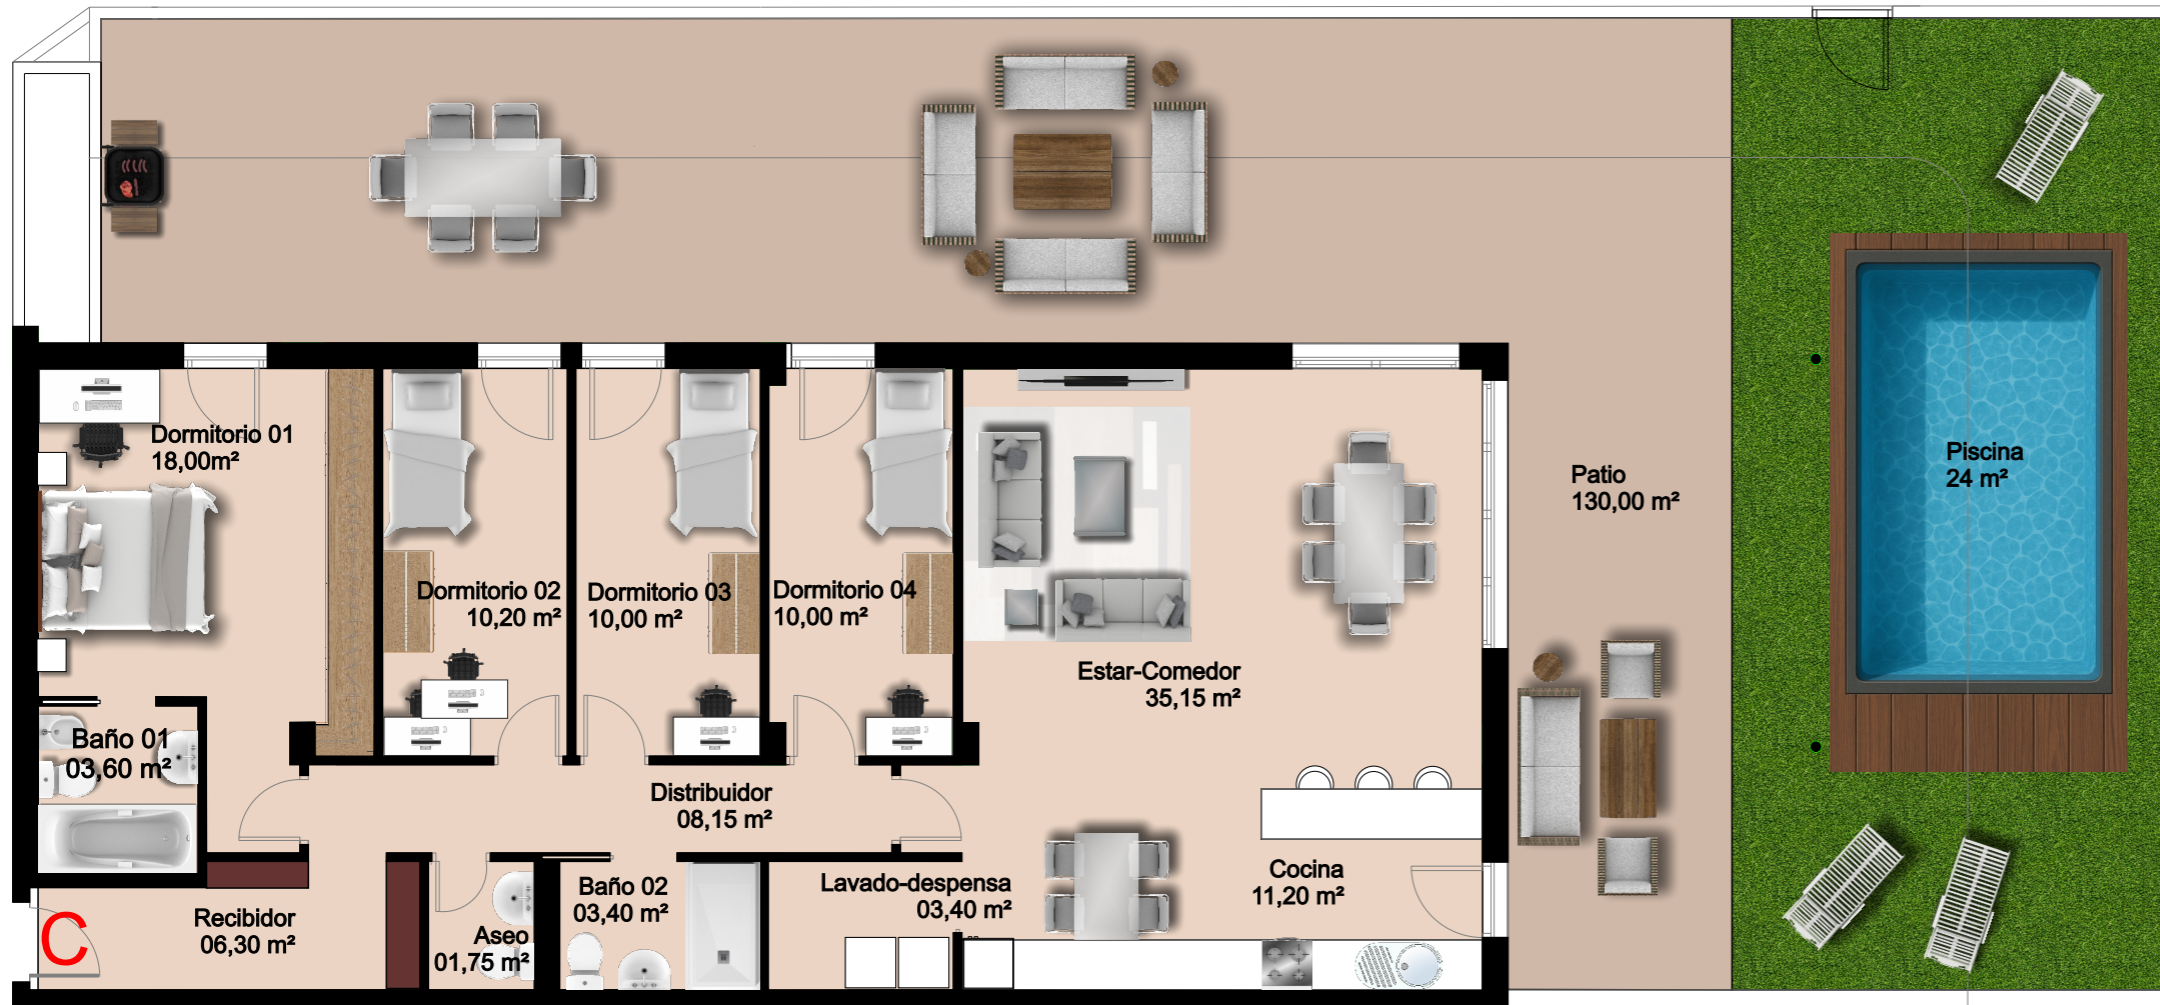 Dormitorio 01
18,00m²
Dormitorio 02
10,20 m²
Dormitorio 03
10,00 m²
Dormitorio 04
10,00 m²
Estar-Comedor
35,15 m²
Patio
130,00 m²
Piscina
24 m²
Baño 01
03,60 m²
Distribuidor
08,15 m²
Recibidor
06,30 m²
C
Aseo
01,75 m²
Baño 02
03,40 m²
Lavado-despensa
03,40 m²
Cocina
11,20 m²